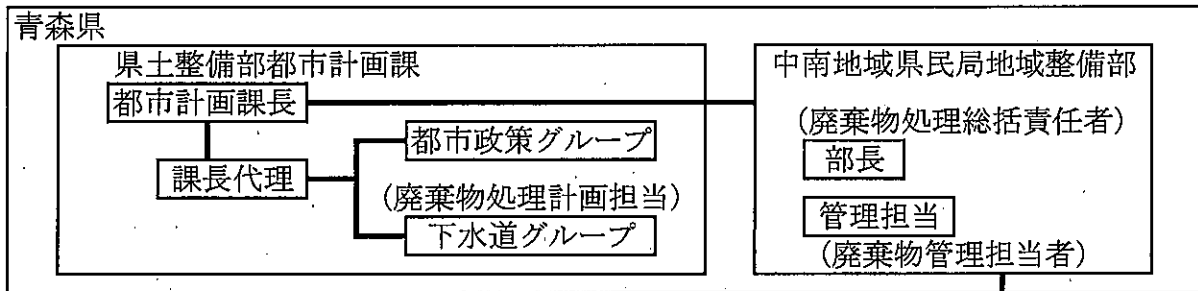 青森県
県土整備部都市計画課
都市計画課長
課長代理
都市政策グループ
(廃棄物処理計画担当)
下水道グループ
中南地域県民局地域整備部
(廃棄物処理総括責任者)
部長
管理担当
(廃棄物管理担当者)